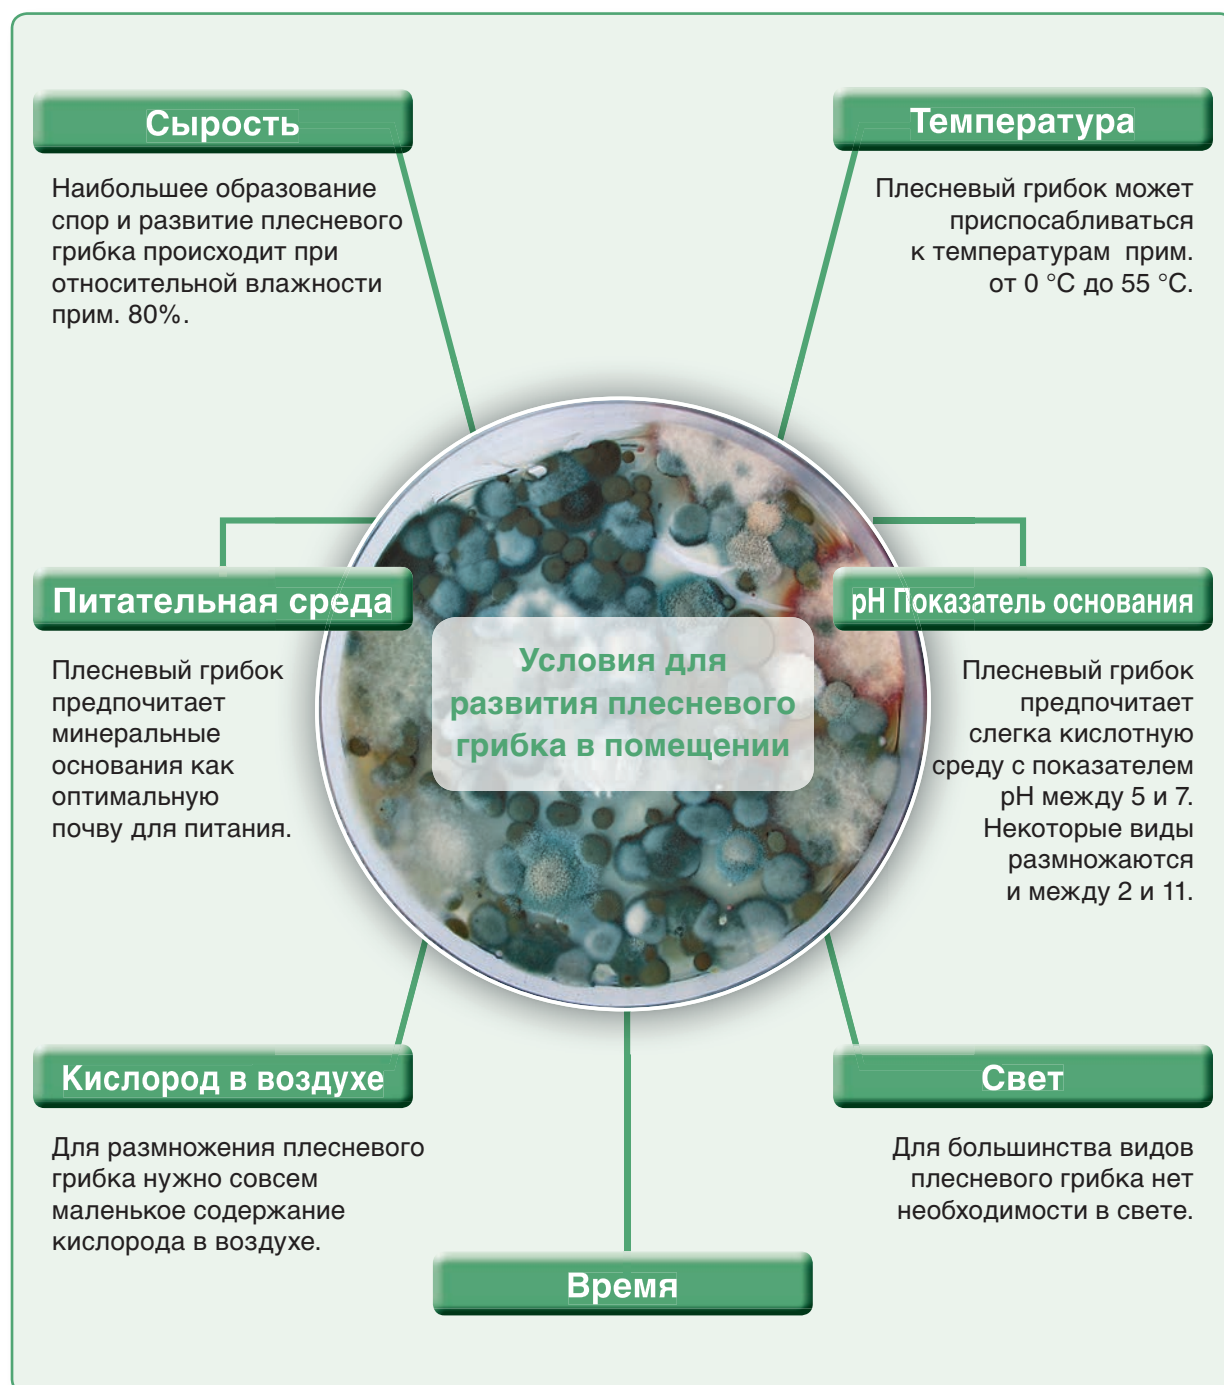 Сырость
Наибольшее образование
спор и развитие плесневого
грибка происходит при
относительной влажности
прим. 80%.
Температура
Плесневый грибок может
приспосабливаться
к температурам прим.
от 0 °C до 55 °C.
Питательная среда
Плесневый грибок
предпочитает
минеральные
основания как
оптимальную
почву для питания.
Условия для
развития плесневого
грибка в помещении
pH Показатель основания
Плесневый грибок
предпочитает
слегка кислотную
среду с показателем
pH между 5 и 7.
Некоторые виды
размножаются
и между 2 и 11.
Кислород в воздухе
Для размножения плесневого
грибка нужно совсем
маленькое содержание
кислорода в воздухе.
Свет
Для большинства видов
плесневого грибка нет
необходимости в свете.
Время